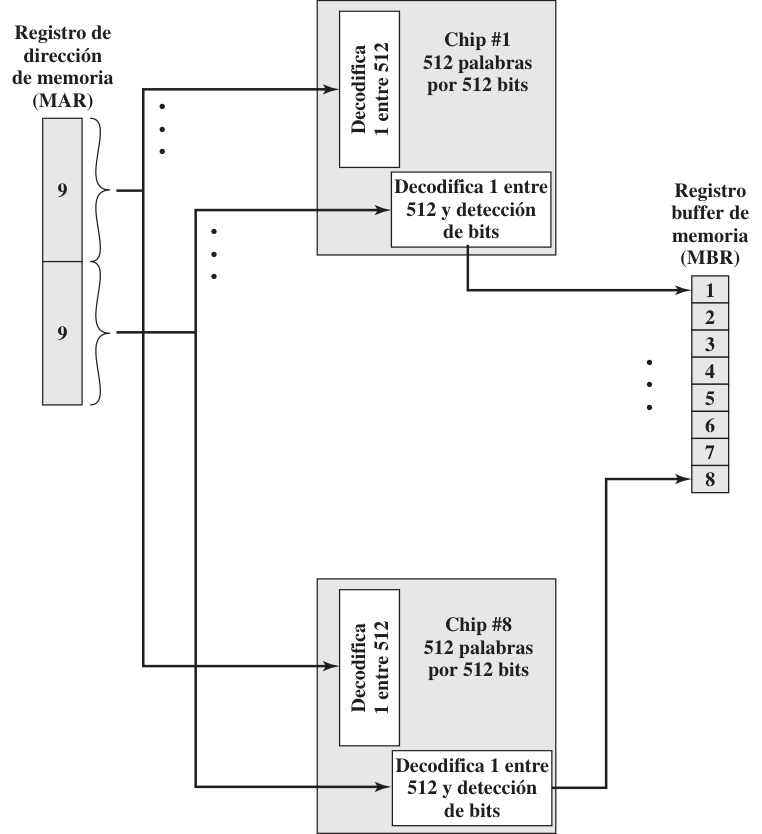 Registro de
dirección
de memoria
(MAR)
9
9
Decodifica
1 entre 512
Chip #1
512 palabras
por 512 bits
Decodifica 1 entre
512 y detección
de bits
Registro
buffer de
memoria
(MBR)
1
2
3
4
5
6
7
8
Decodifica
1 entre 512
Chip #8
512 palabras
por 512 bits
Decodifica 1 entre
512 y detección
de bits